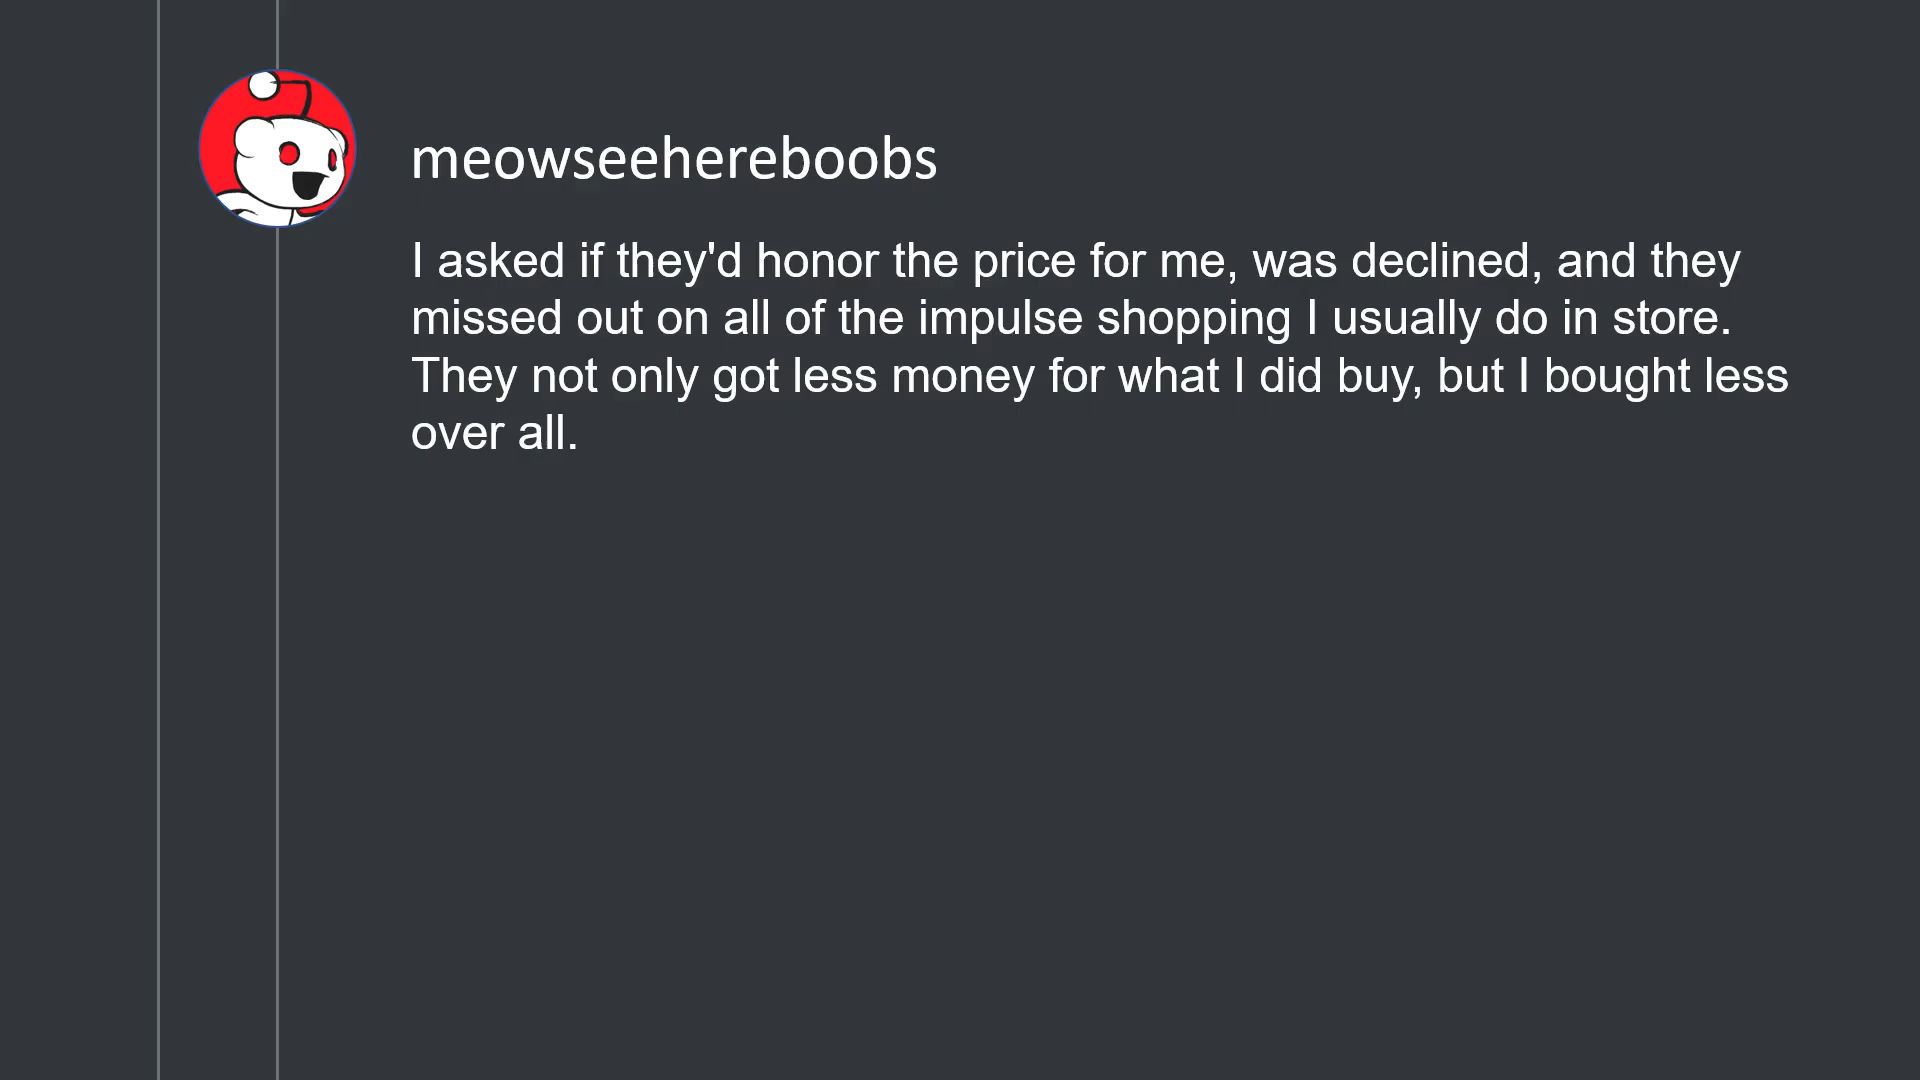 meowseehereboobs
I asked if they'd honor the price for me, was declined, and they
missed out on all of the impulse shopping I usually do in store.
They not only got less money for what I did buy, but I bought less
over all.